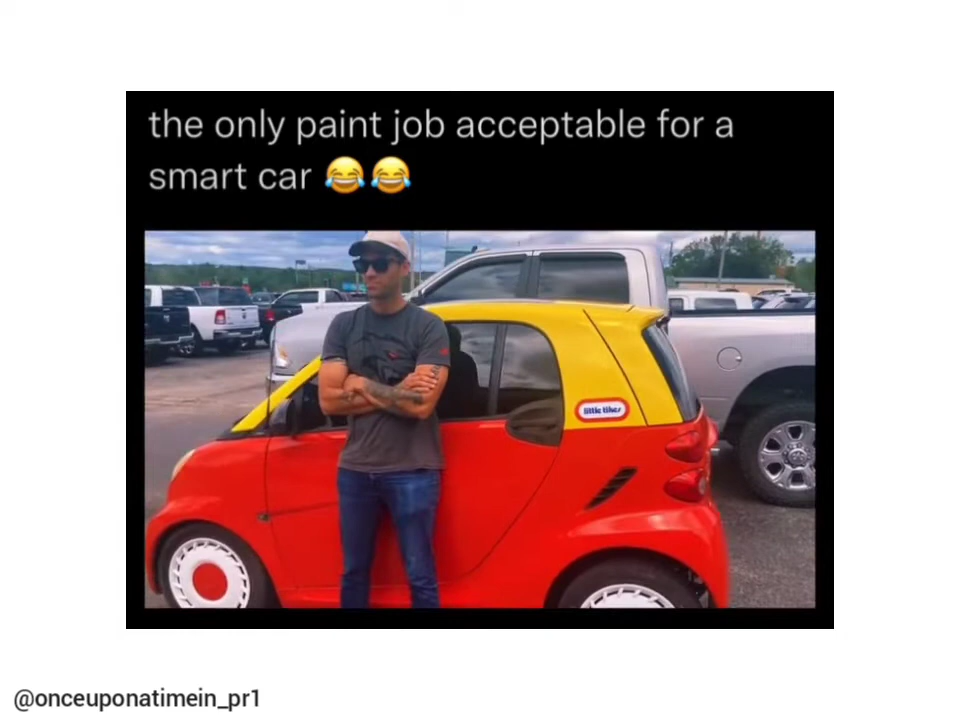 the only paint job acceptable for a
smart car 😂😂
little tikes
@onceuponatimein_pr1